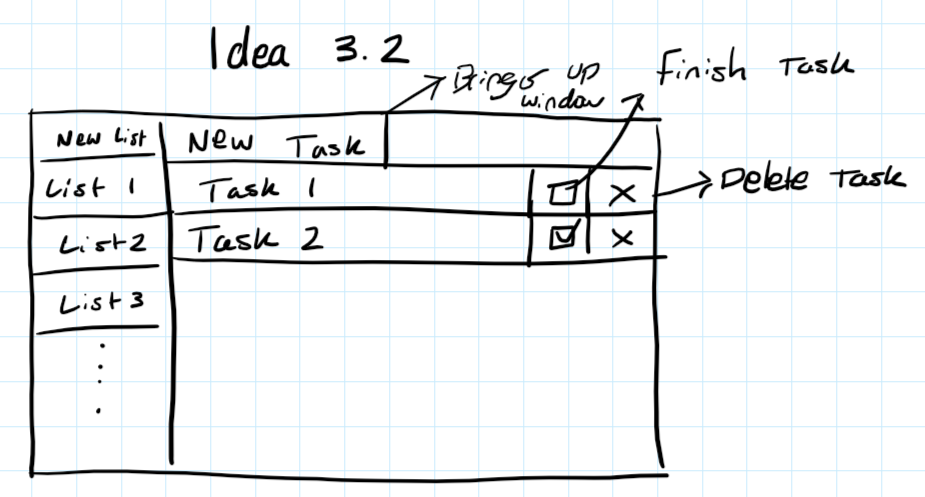 Idea 3.2
Brings up
window
Finish Task
New List
New Task
List 1
Task 1
X
Delete Task
List 2
Task 2
X
List 3